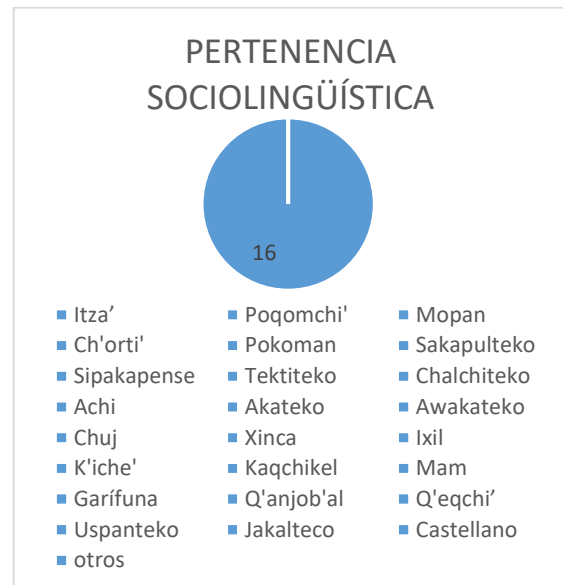 PERTENENCIA
SOCIOLINGÜÍSTICA
16
Itza’ Poqomchi' Mopan
Ch'orti' Pokoman Sakapulteko
Sipakapense Tektiteko Chalchiteko
Achi Akateko Awakateko
Chuj Xinca Ixil
K'iche' Kaqchikel Mam
Garífuna Q'anjob'al Q'eqchi’
Uspanteko Jakalteco Castellano
otros